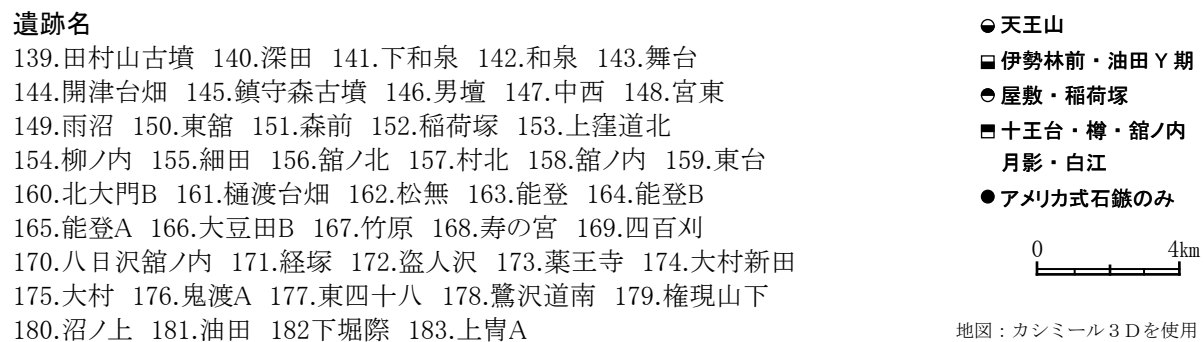 遺跡名
139.田村山古墳 140.深田 141.下和泉 142.和泉 143.舞台
144.開津台畑 145.鎮守森古墳 146.男壇 147.中西 148.宮東
149.雨沼 150.東舘 151.森前 152.稲荷塚 153.上窪道北
154.柳ノ内 155.細田 156.舘ノ北 157.村北 158.舘ノ内 159.東台
160.北大門B 161.樋渡台畑 162.松無 163.能登 164.能登B
165.能登A 166.大豆田B 167.竹原 168.寿の宮 169.四百刈
170.八日沢舘ノ内 171.経塚 172.盗人沢 173.薬王寺 174.大村新田
175.大村 176.鬼渡A 177.東四十八 178.鷺沢道南 179.権現山下
180.沼ノ上 181.油田 182下堀際 183.上冑A
天王山
伊勢林前・油田Y期
屋敷・稲荷塚
十王台・樽・舘ノ内
月影・白江
アメリカ式石鏃のみ
0 4km
地図：カシミール3Dを使用